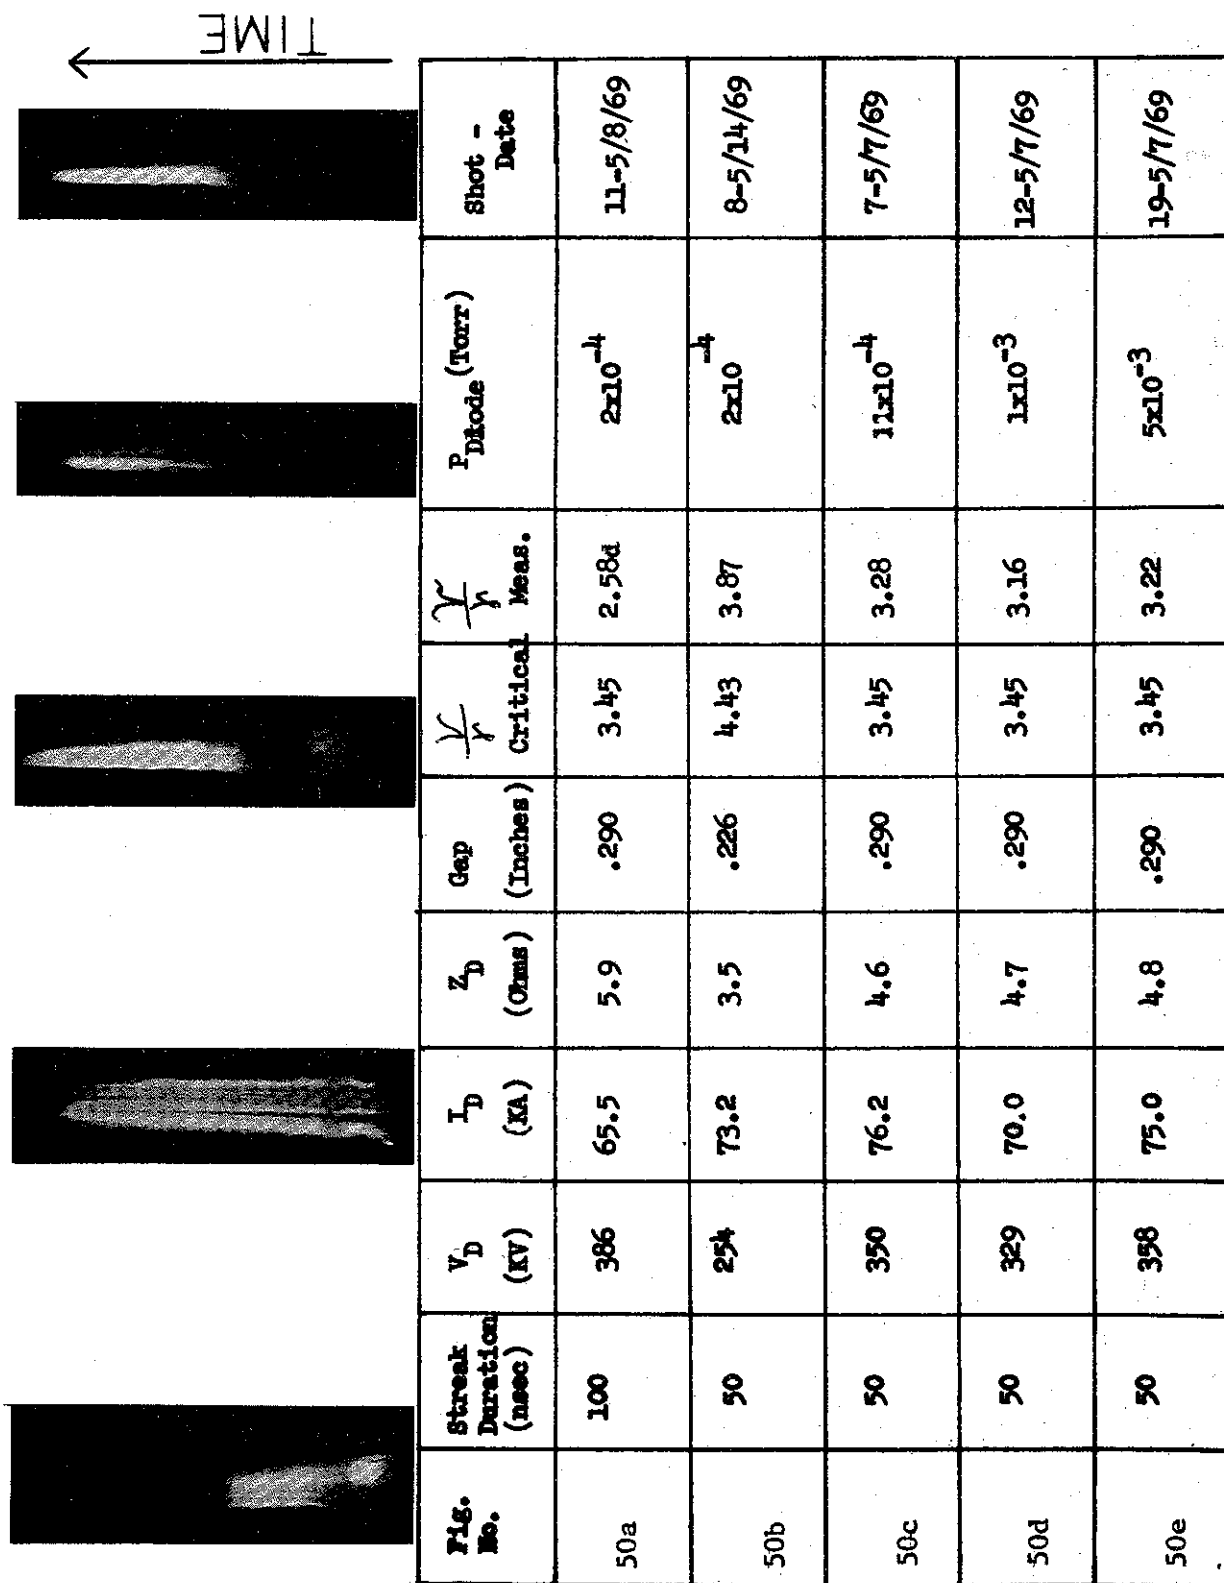 TIME
Fig. No. Streak Duration (nsec) V_D (KV) I_D (KA) Z_D (Ohms) Gap (Inches) Critical Meas. P_Diode (Torr) Shot - Date
50a 100 386 65.5 5.9 .290 3.45 2.58d 2x10^-4 11-5/8/69
50b 50 254 73.2 3.5 .226 4.43 3.87 2x10^-4 8-5/14/69
50c 50 350 76.2 4.6 .290 3.45 3.28 11x10^-4 7-5/7/69
50d 50 329 70.0 4.7 .290 3.45 3.16 1x10^-3 12-5/7/69
50e 50 358 75.0 4.8 .290 3.45 3.22 5x10^-3 19-5/7/69